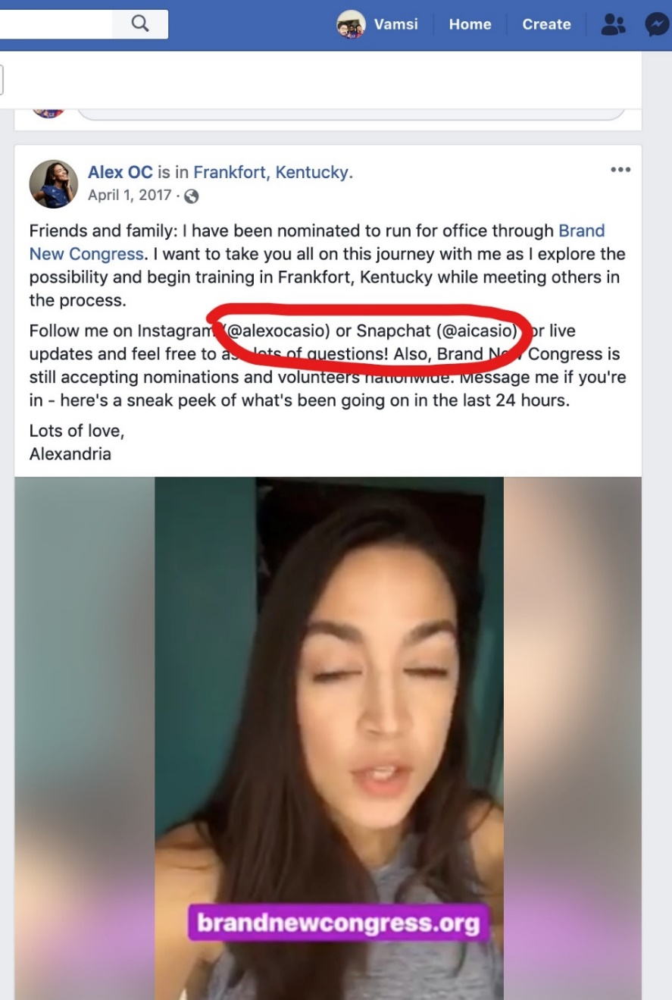 Vamsi Home Create
Alex OC is in Frankfort, Kentucky.
April 1, 2017 ·
Friends and family: I have been nominated to run for office through Brand
New Congress. I want to take you all on this journey with me as I explore the
possibility and begin training in Frankfort, Kentucky while meeting others in
the process.
Follow me on Instagram (@alexocasio) or Snapchat (@aicasio) for live
updates and feel free to ask lots of questions! Also, Brand New Congress is
still accepting nominations and volunteers nationwide. Message me if you're
in - here's a sneak peek of what's been going on in the last 24 hours.
Lots of love,
Alexandria
brandnewcongress.org